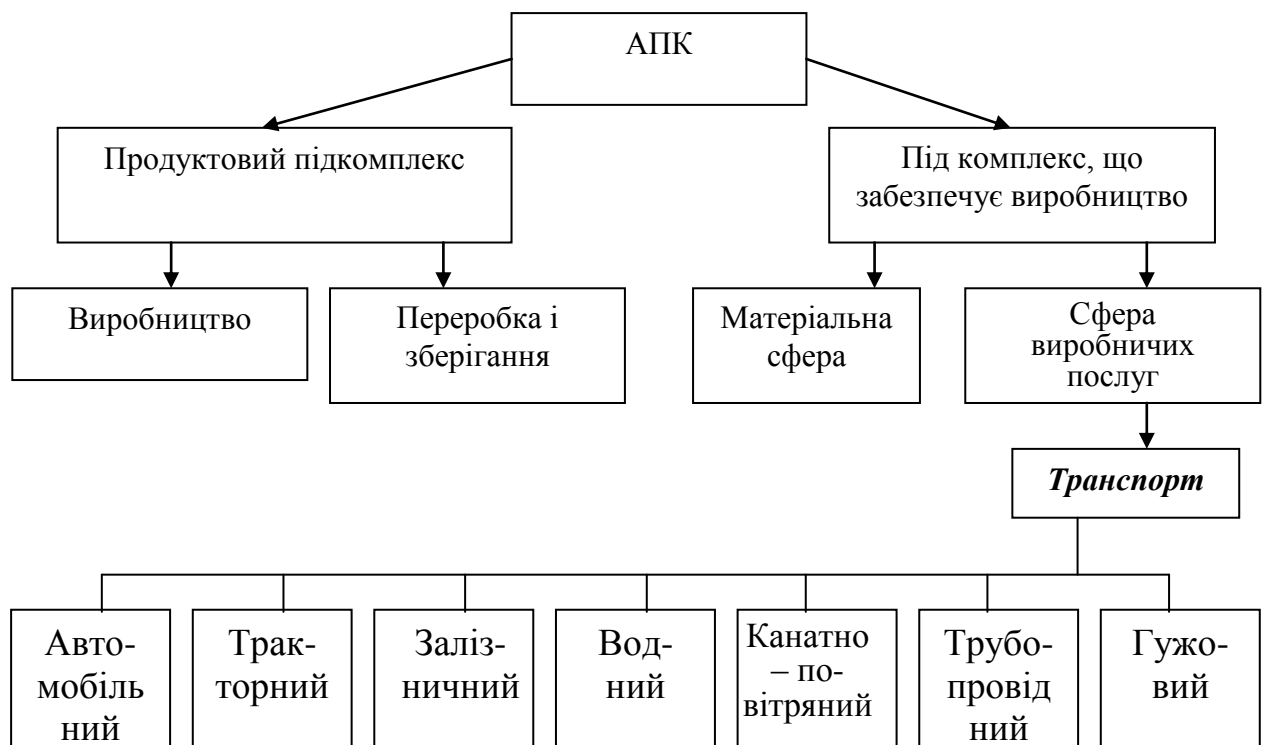 АПК
Продуктовий підкомплекс
Під комплекс, що
забезпечує виробництво
Виробництво
Переробка і
зберігання
Матеріальна
сфера
Сфера
виробничих
послуг
Транспорт
Авто-
мобіль
ний
Трак-
торний
Заліз-
ничний
Вод-
ний
Канатно
– по-
вітряний
Трубо-
провід
ний
Гужо-
вий